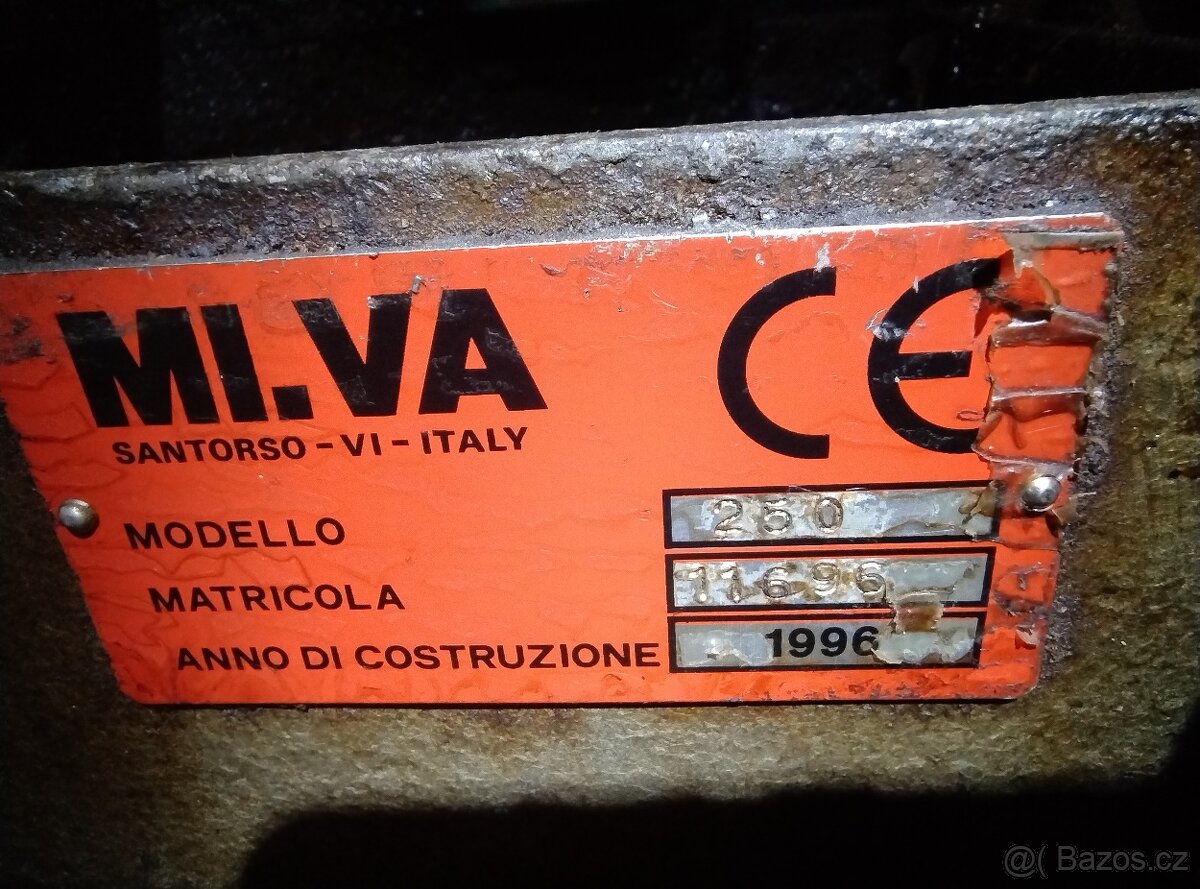 MI.VA CE
SANTORSO - VI - ITALY
MODELLO 250
MATRICOLA 11696
ANNO DI COSTRUZIONE 1996
@( Bazos.cz